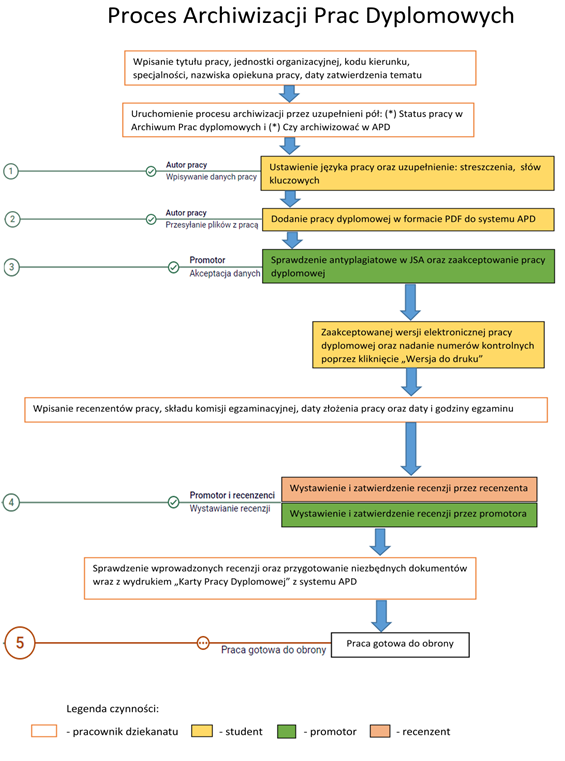 Proces Archiwizacji Prac Dyplomowych
Wpisanie tytułu pracy, jednostki organizacyjnej, kodu kierunku,
specjalności, nazwiska opiekuna pracy, daty zatwierdzenia tematu
Uruchomienie procesu archiwizacji przez uzupełnieni pól: (*) Status pracy w
Archiwum Prac dyplomowych i (*) Czy archizować w APD
1
Autor pracy
Wpisywanie danych pracy
Ustawienie języka pracy oraz uzupełnienie: streszczenia, słów
kluczowych
2
Autor pracy
Przesyłanie plików z pracą
Dodanie pracy dyplomowej w formacie PDF do systemu APD
3
Promotor
Akceptacja danych
Sprawdzenie antyplagiatowe w JSA oraz zaakceptowanie pracy
dyplomowej
Zaakceptowanej wersji elektronicznej pracy
dyplomowej oraz nadanie numerów kontrolnych
poprzez kliknięcie „Wersja do druku”
Wpisanie recenzentów pracy, składu komisji egzaminacyjnej, daty złożenia pracy oraz daty i godziny egzaminu
4
Promotor i recenzenci
Wystawianie recenzji
Wystawienie i zatwierdzenie recenzji przez recenzenta
Wystawienie i zatwierdzenie recenzji przez promotora
Sprawdzenie wprowadzonych recenzji oraz przygotowanie niezbędnych dokumentów
wraz z wydrukiem „Karty Pracy Dyplomowej” z systemu APD
5
Praca gotowa do obrony
Praca gotowa do obrony
Legenda czynności:
- pracownik dziekanatu
- student
- promotor
- recenzent